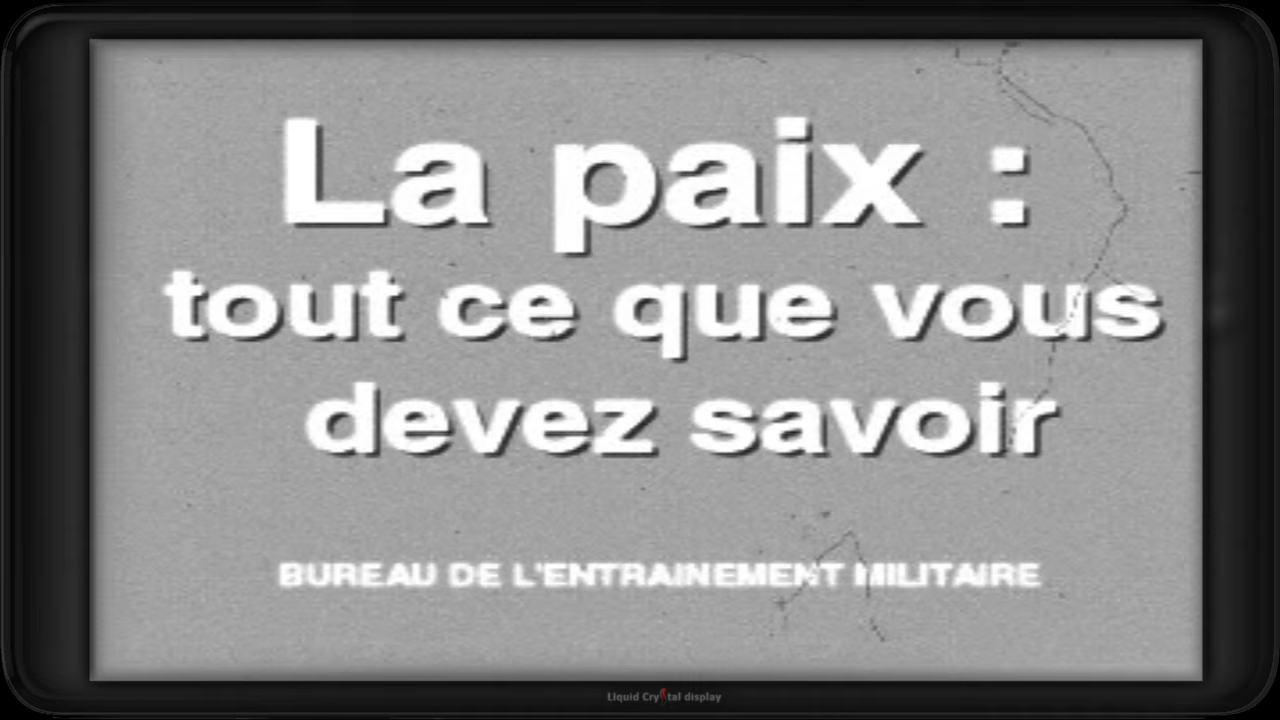 La paix :
tout ce que vous
devez savoir
BUREAU DE L'ENTRAINEMENT MILITAIRE
Liquid Crystal display